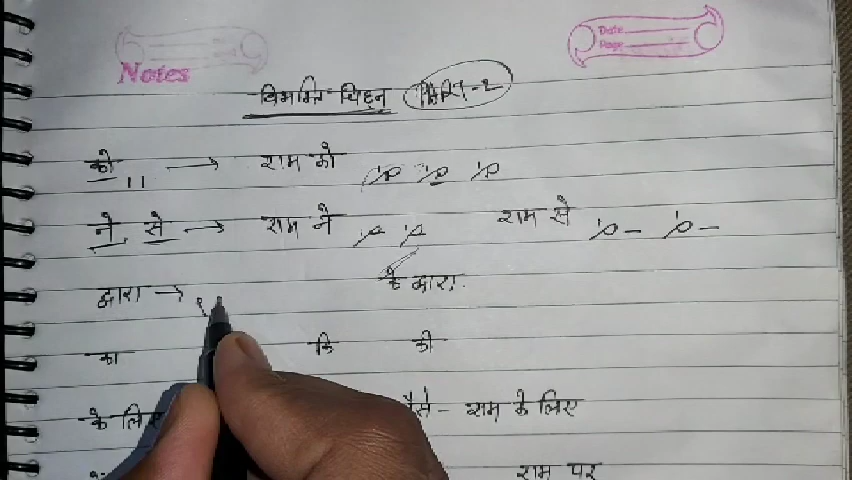 Notes
Date
Page
विभक्ति चिह्न
को → राम को
ने से → राम ने राम से
द्वारा → के द्वारा
का कि की
के लिए जैसे - राम के लिए
राम पर